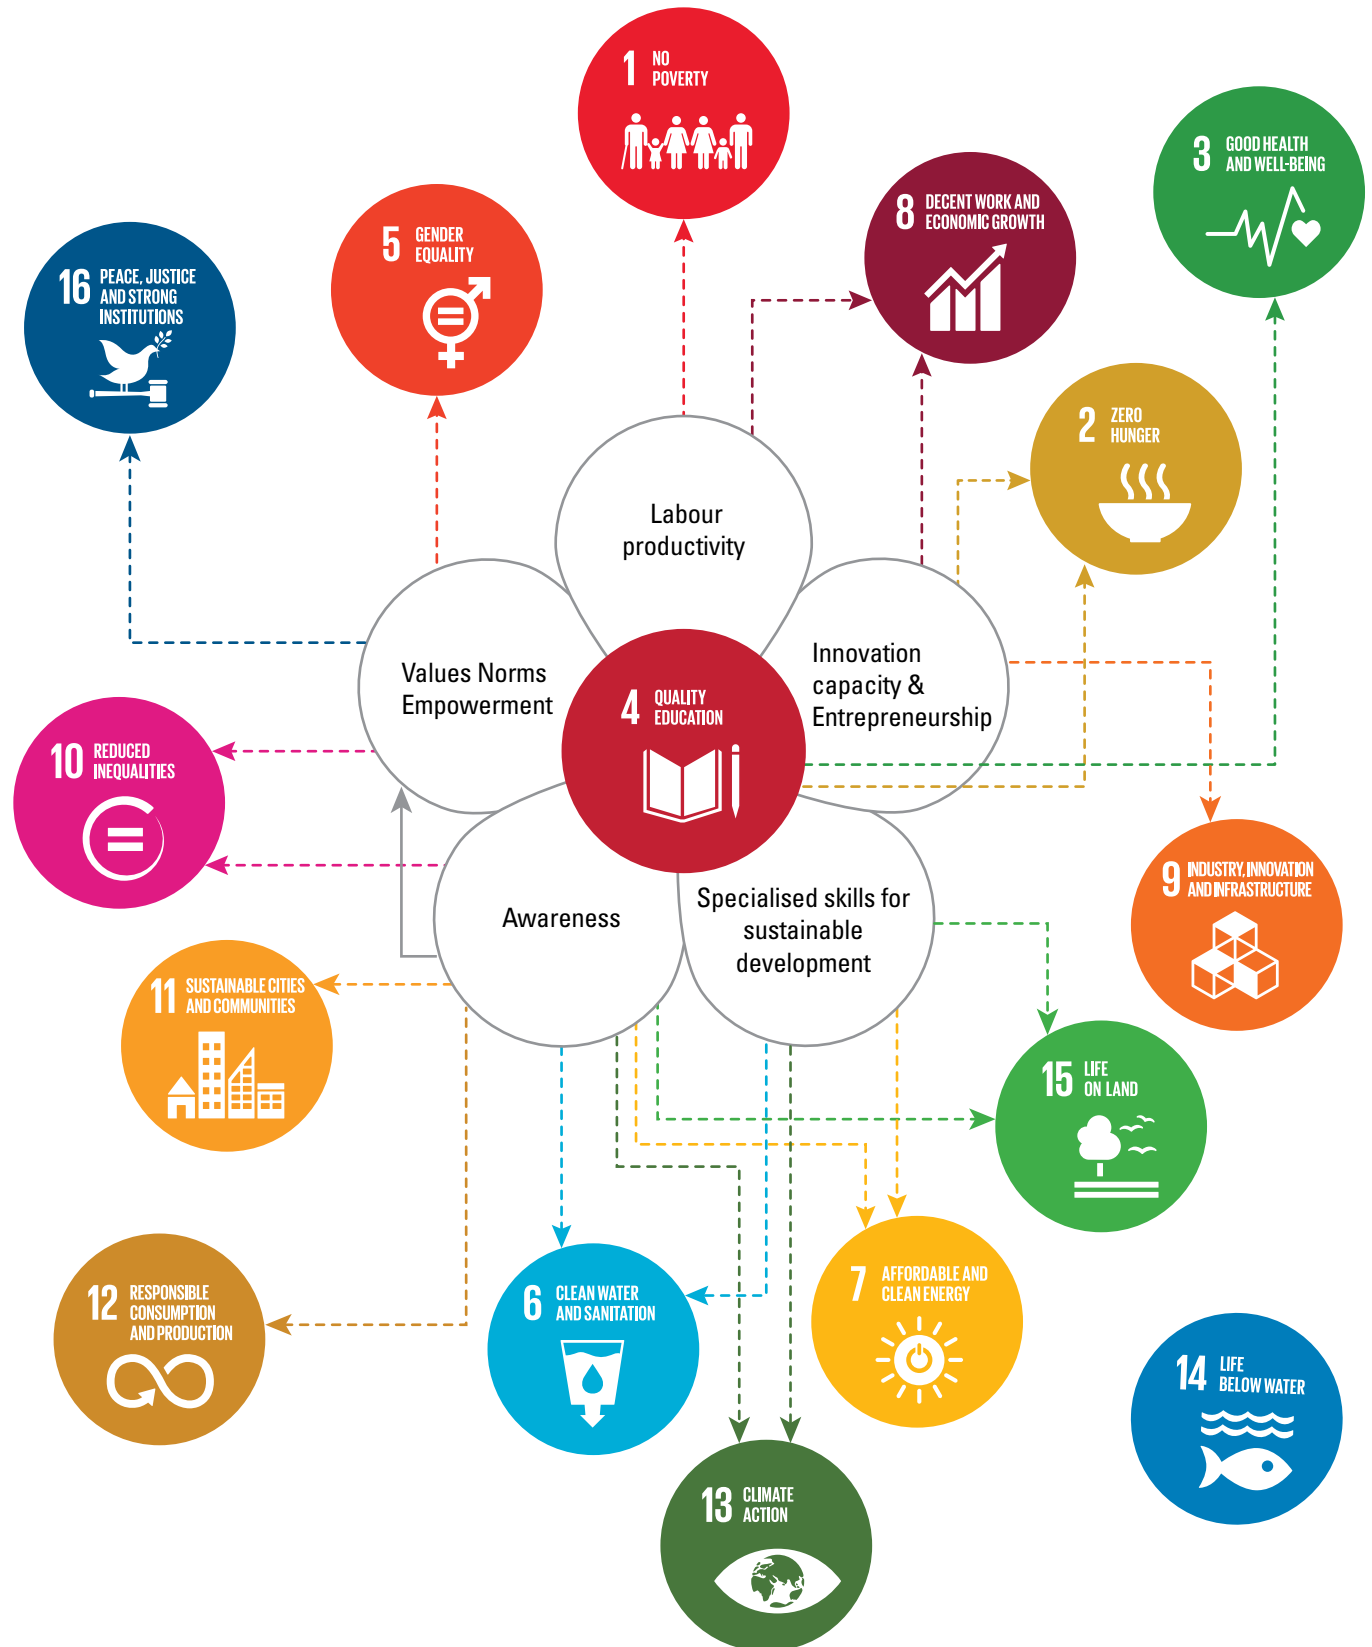 1 NO
POVERTY
3 GOOD HEALTH
AND WELL-BEING
8 DECENT WORK AND
ECONOMIC GROWTH
5 GENDER
EQUALITY
16 PEACE, JUSTICE
AND STRONG
INSTITUTIONS
2 ZERO
HUNGER
Labour
productivity
Values Norms
Empowerment
Innovation
capacity &
Entrepreneurship
4 QUALITY
EDUCATION
10 REDUCED
INEQUALITIES
9 INDUSTRY, INNOVATION
AND INFRASTRUCTURE
Awareness
Specialised skills for
sustainable
development
11 SUSTAINABLE CITIES
AND COMMUNITIES
15 LIFE
ON LAND
12 RESPONSIBLE
CONSUMPTION
AND PRODUCTION
6 CLEAN WATER
AND SANITATION
7 AFFORDABLE AND
CLEAN ENERGY
14 LIFE
BELOW WATER
13 CLIMATE
ACTION